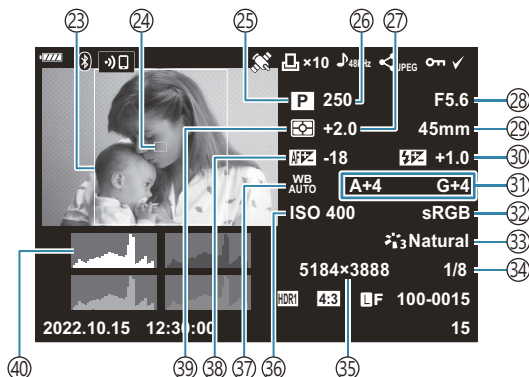 ㉓ ㉔ ㉕ ㉖ ㉗
×10 48kHz JPEG
P 250 F5.6 ㉘
+2.0 45mm ㉙
AF -18 +1.0 ㉚
WB AUTO A+4 G+4 ㉛
ISO 400 sRGB ㉜
3 Natural ㉝
5184×3888 1/8 ㉞
HDR1 4:3 L F 100-0015
2022.10.15 12:30:00 15
㊵ ㊴ ㊳ ㊲ ㊱ ㉟